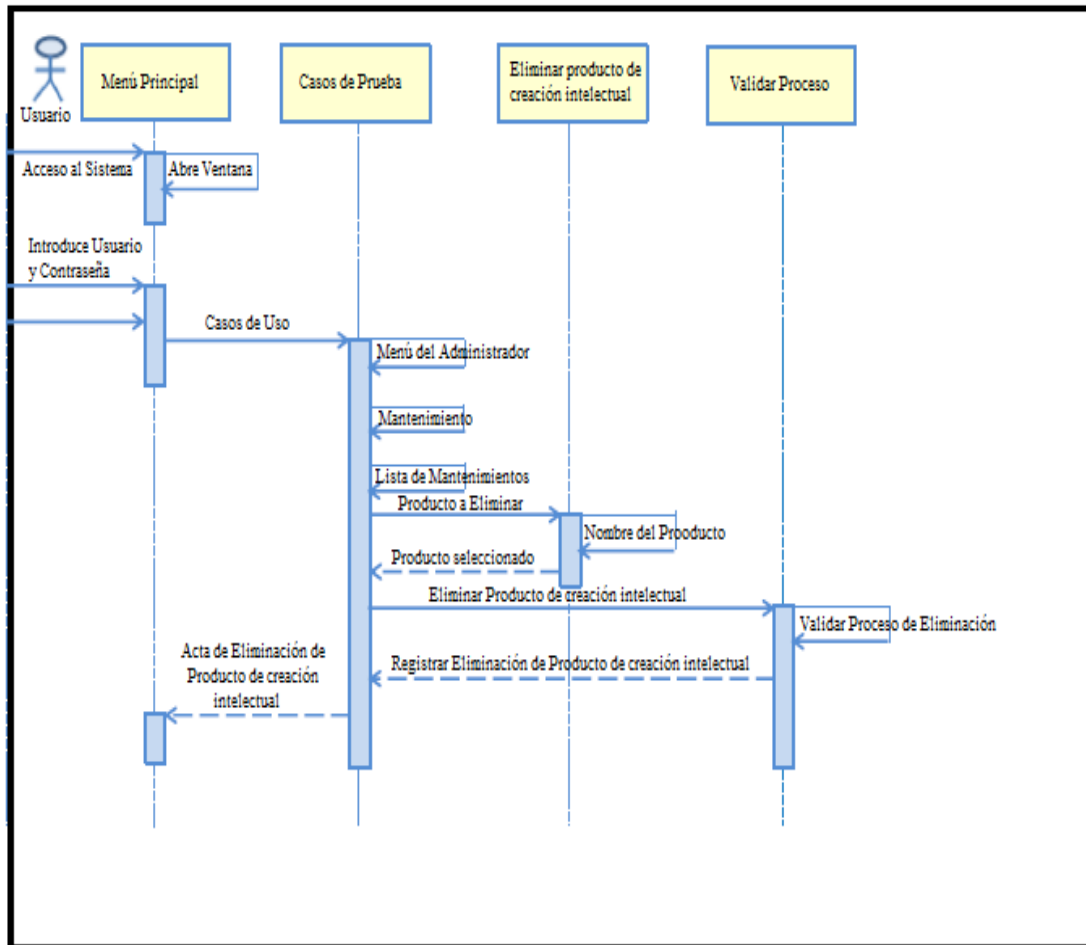 Usuario
Menú Principal
Casos de Prueba
Eliminar producto de
creación intelectual
Validar Proceso
Acceso al Sistema
Abre Ventana
Introduce Usuario
y Contraseña
Casos de Uso
Menú del Administrador
Mantenimiento
Lista de Mantenimientos
Producto a Eliminar
Nombre del Prooducto
Producto seleccionado
Eliminar Producto de creación intelectual
Validar Proceso de Eliminación
Registrar Eliminación de Producto de creación intelectual
Acta de Eliminación de
Producto de creación
intelectual